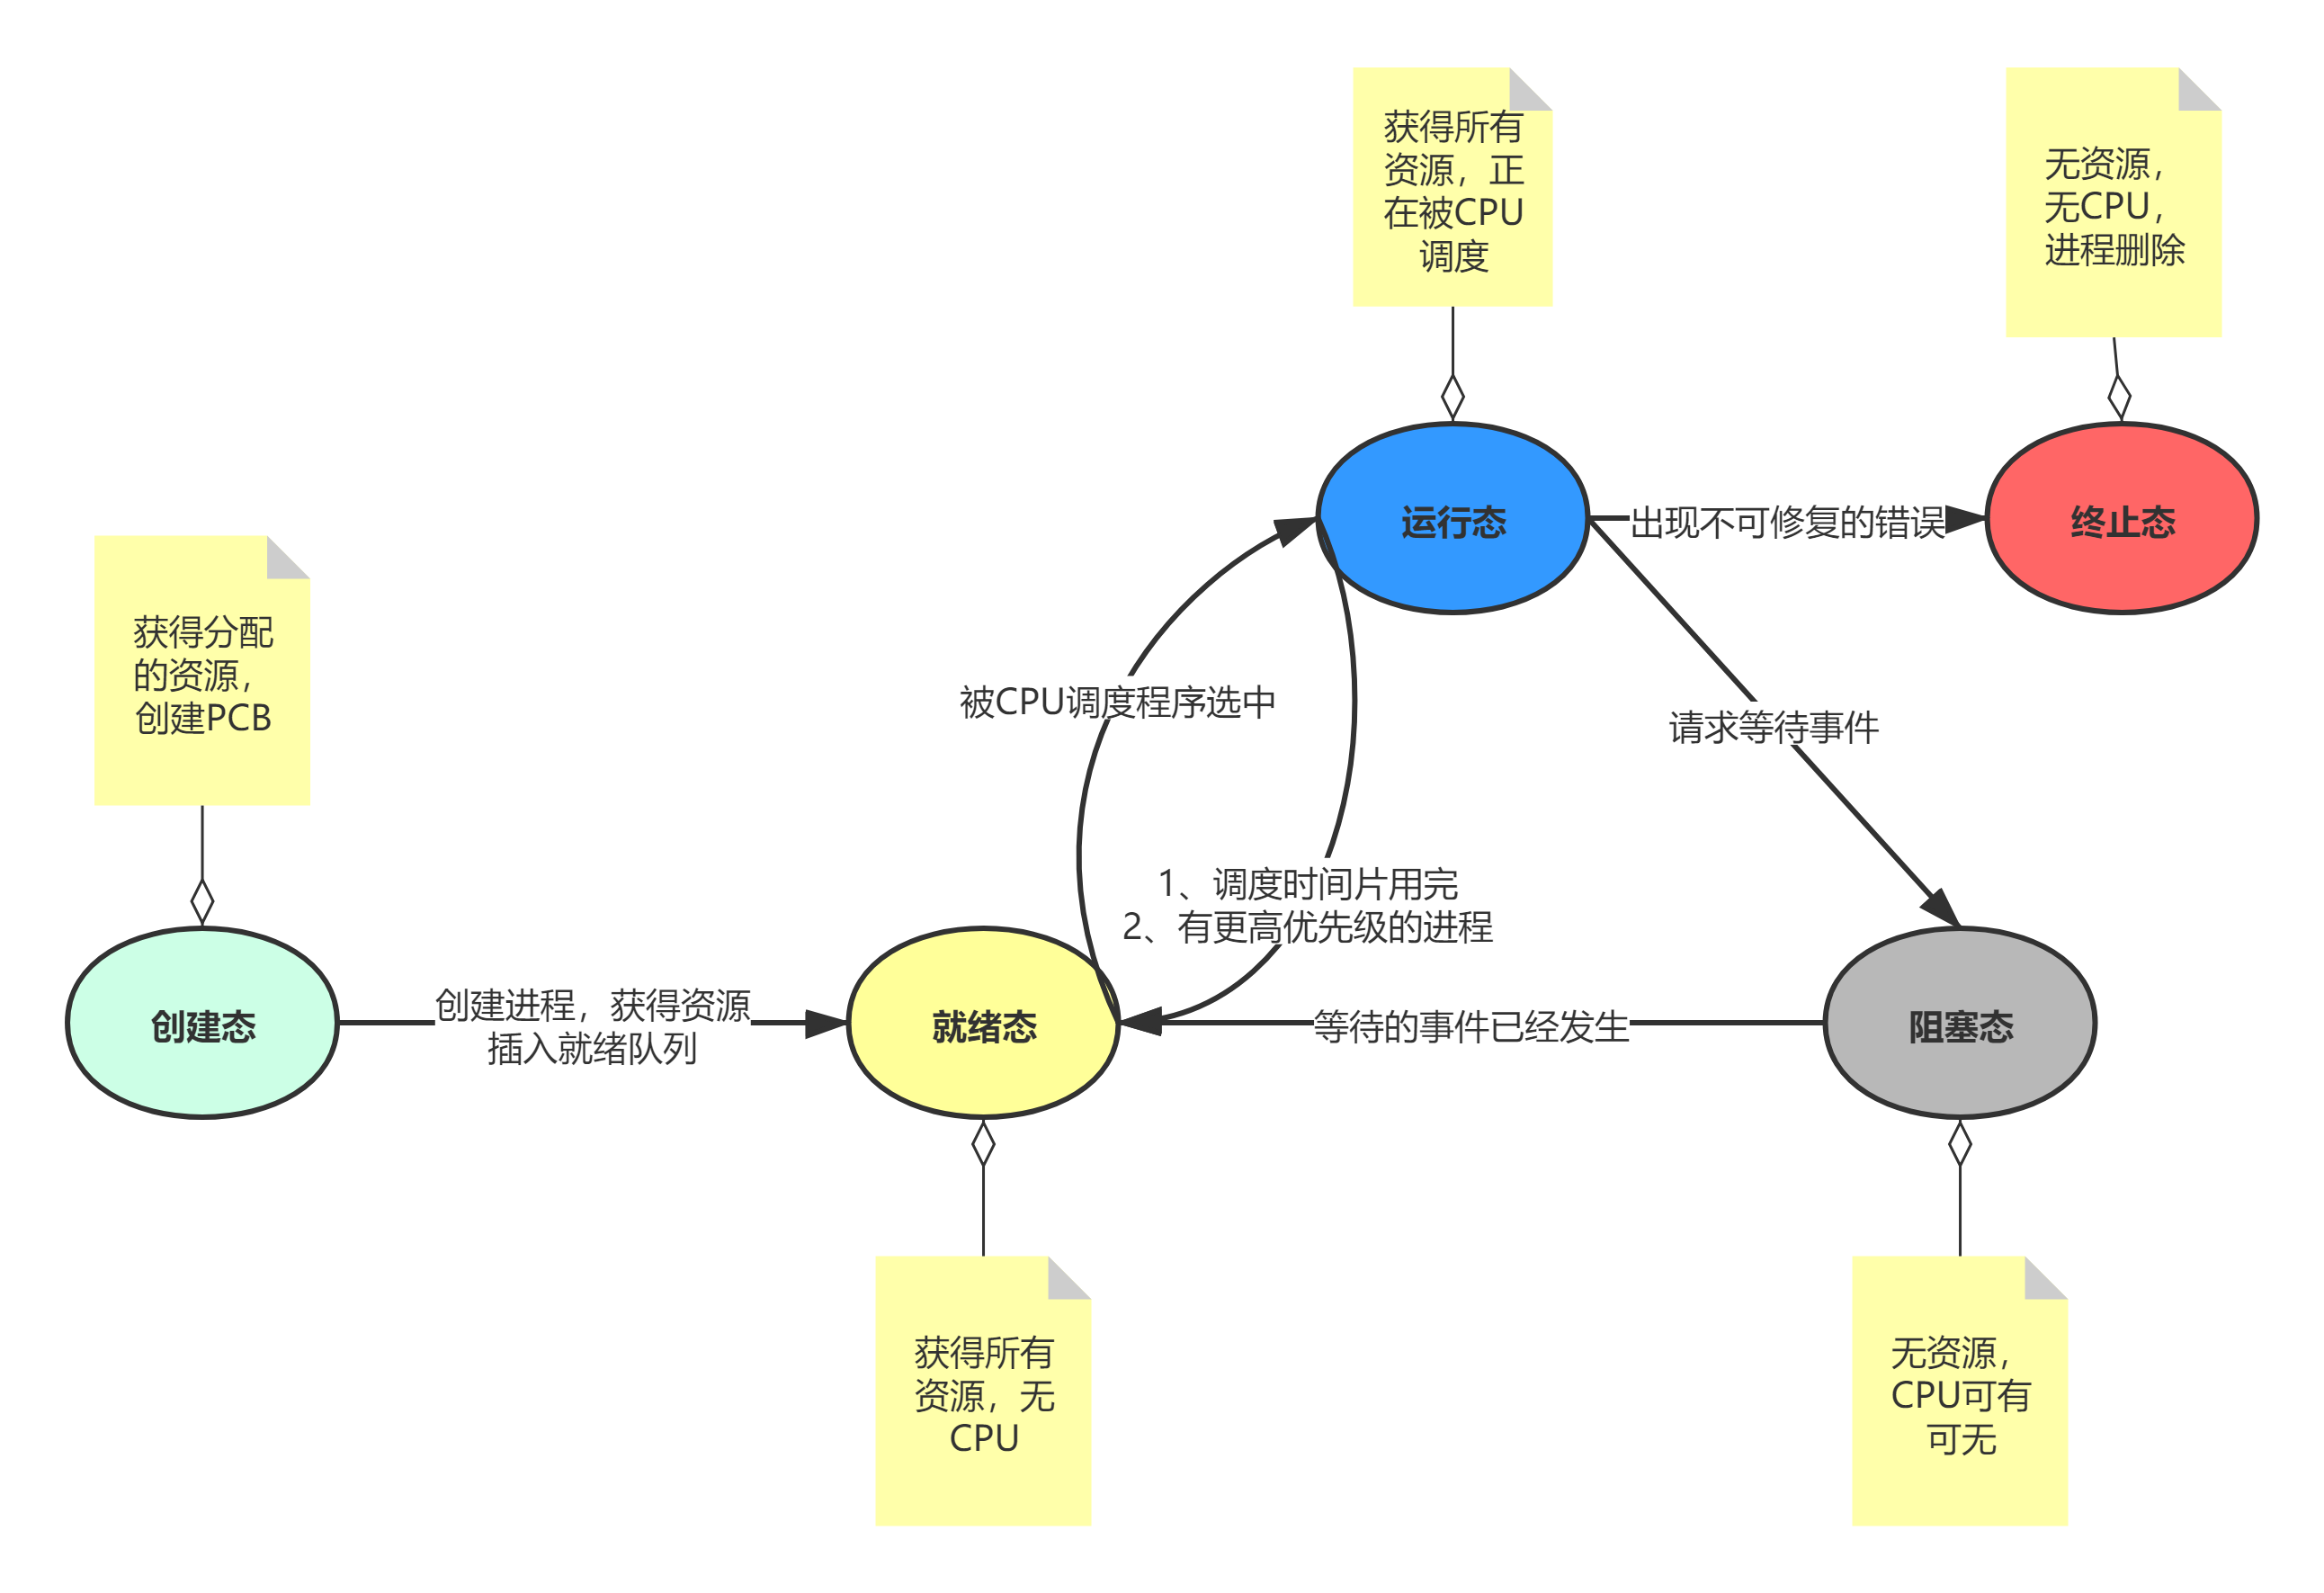 获得所有
资源，正
在被CPU
调度
无资源，
无CPU，
进程删除
运行态
出现不可修复的错误
终止态
获得分配
的资源，
创建PCB
被CPU调度程序选中
请求等待事件
1、调度时间片用完
2、有更高优先级的进程
创建态
创建进程，获得资源
插入就绪队列
就绪态
等待的事件已经发生
阻塞态
获得所有
资源，无
CPU
无资源，
CPU可有
可无